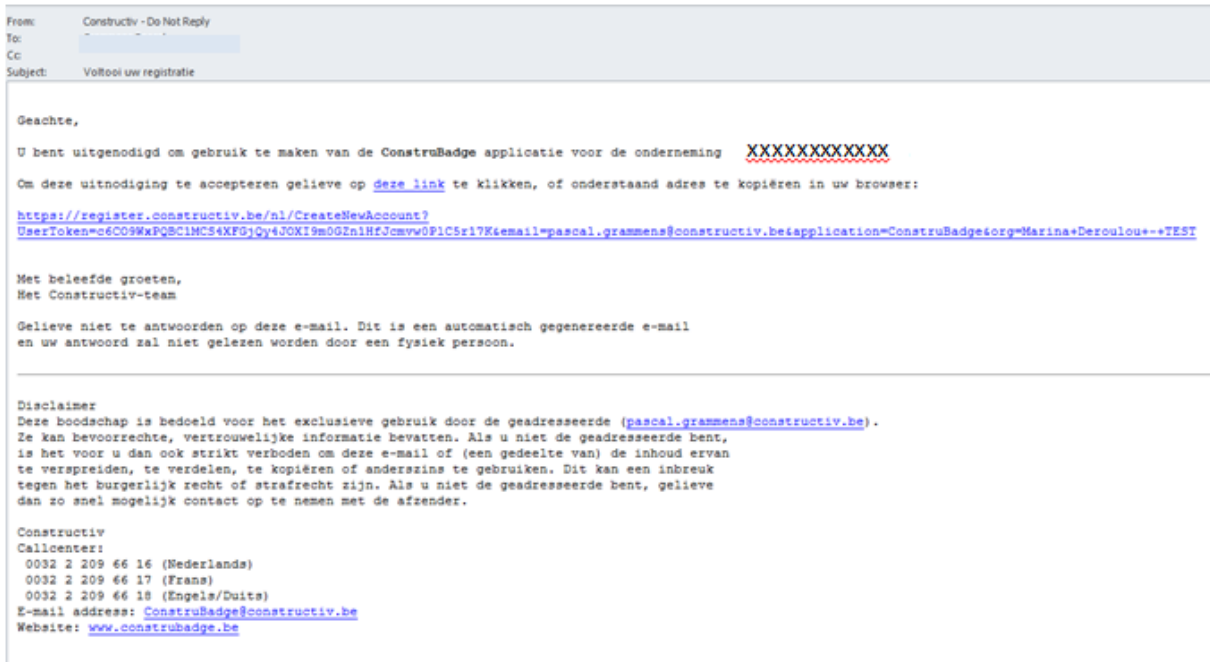 From: Constructiv - Do Not Reply
To:
Cc:
Subject: Voltooi uw registratie
Geachte,
U bent uitgenodigd om gebruik te maken van de ConstruBadge applicatie voor de onderneming XXXXXXXXXXXX
Om deze uitnodiging te accepteren gelieve op deze link te klikken, of onderstaand adres te kopiëren in uw browser:
https://register.constructiv.be/nl/CreateNewAccount?
UserToken=c6CO9WxPQBC1MCS4XFGjQy4JOXI9m0GZn1HfJcmvw0PlC5r17K&email=pascal.grammens@constructiv.be&application=ConstruBadge&org=Marina+Deroulou+-+TEST
Met beleefde groeten,
Het Constructiv-team
Gelieve niet te antwoorden op deze e-mail. Dit is een automatisch gegenereerde e-mail
en uw antwoord zal niet gelezen worden door een fysiek persoon.
Disclaimer
Deze boodschap is bedoeld voor het exclusieve gebruik door de geadresseerde (pascal.grammens@constructiv.be).
Ze kan bevoorrechte, vertrouwelijke informatie bevatten. Als u niet de geadresseerde bent,
is het voor u dan ook strikt verboden om deze e-mail of (een gedeelte van) de inhoud ervan
te verspreiden, te verdelen, te kopiëren of anderszins te gebruiken. Dit kan een inbreuk
tegen het burgerlijk recht of strafrecht zijn. Als u niet de geadresseerde bent, gelieve
dan zo snel mogelijk contact op te nemen met de afzender.
Constructiv
Callcenter:
0032 2 209 66 16 (Nederlands)
0032 2 209 66 17 (Frans)
0032 2 209 66 18 (Engels/Duits)
E-mail address: ConstruBadge@constructiv.be
Website: www.construbadge.be